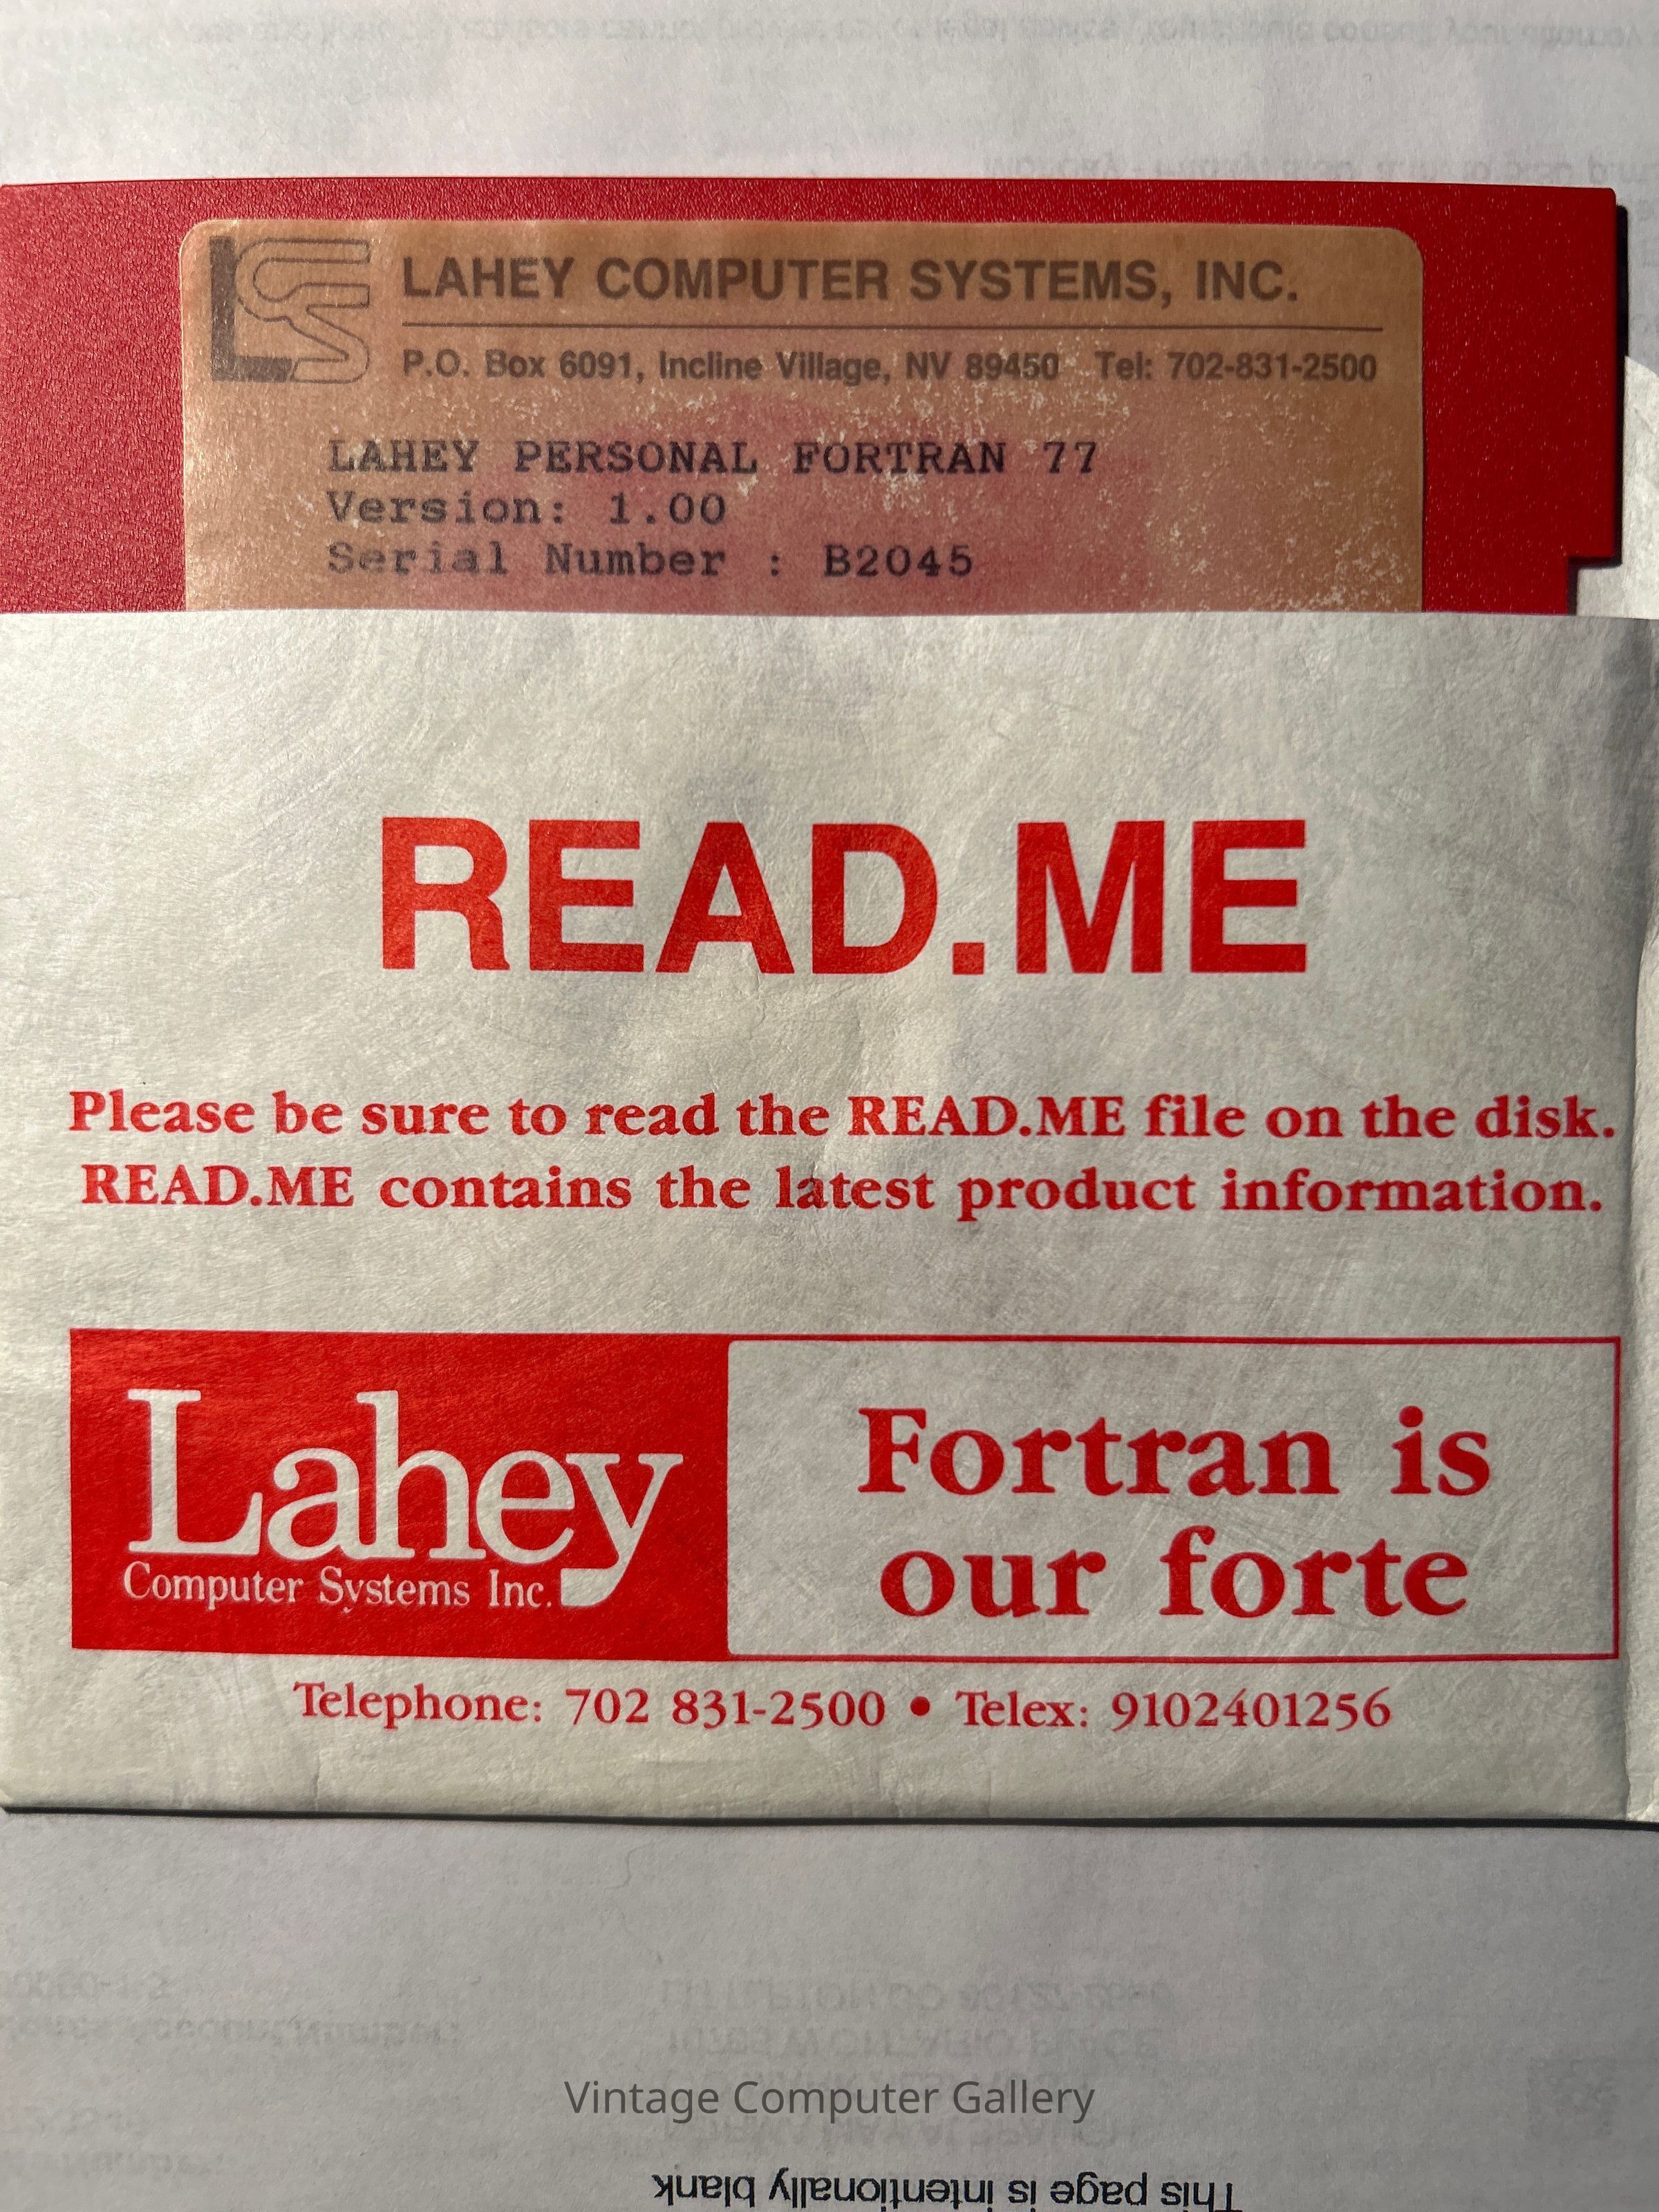 LAHEY COMPUTER SYSTEMS, INC.
P.O. Box 6091, Incline Village, NV 89450 Tel: 702-831-2500
LAHEY PERSONAL FORTRAN 77
Version: 1.00
Serial Number : B2045
READ.ME
Please be sure to read the READ.ME file on the disk.
READ.ME contains the latest product information.
Lahey
Computer Systems Inc.
Fortran is
our forte
Telephone: 702 831-2500 • Telex: 9102401256
Vintage Computer Gallery
This page is intentionally blank